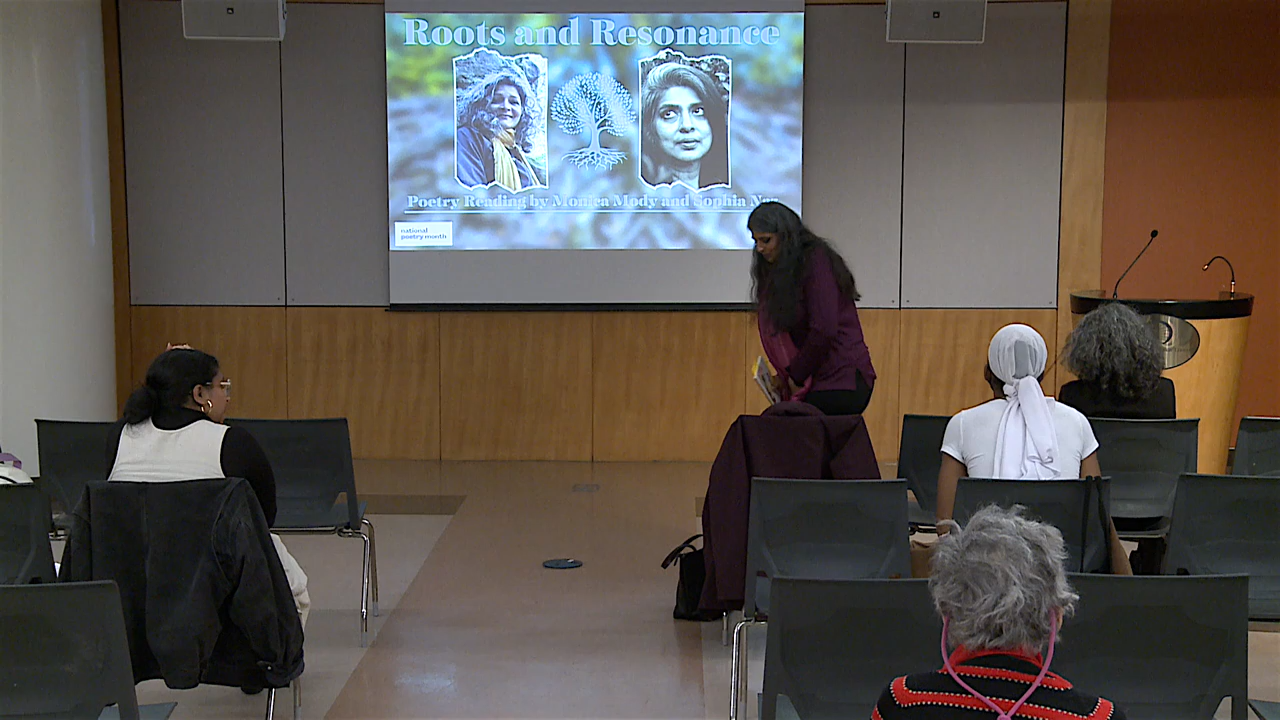 Roots and Resonance
Poetry Reading by Monica Mody and Sophia
national
poetry month